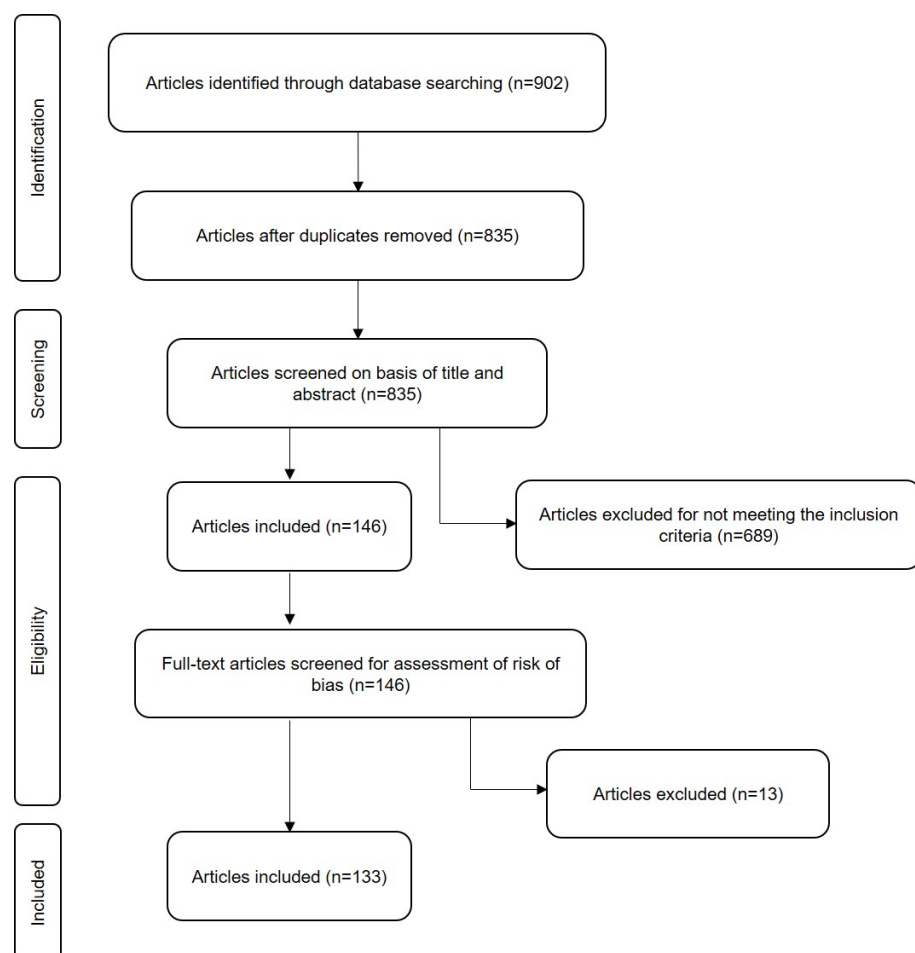 Identification
Articles identified through database searching (n=902)
Articles after duplicates removed (n=835)
Screening
Articles screened on basis of title and
abstract (n=835)
Eligibility
Articles included (n=146)
Articles excluded for not meeting the inclusion
criteria (n=689)
Full-text articles screened for assessment of risk of
bias (n=146)
Articles excluded (n=13)
Included
Articles included (n=133)